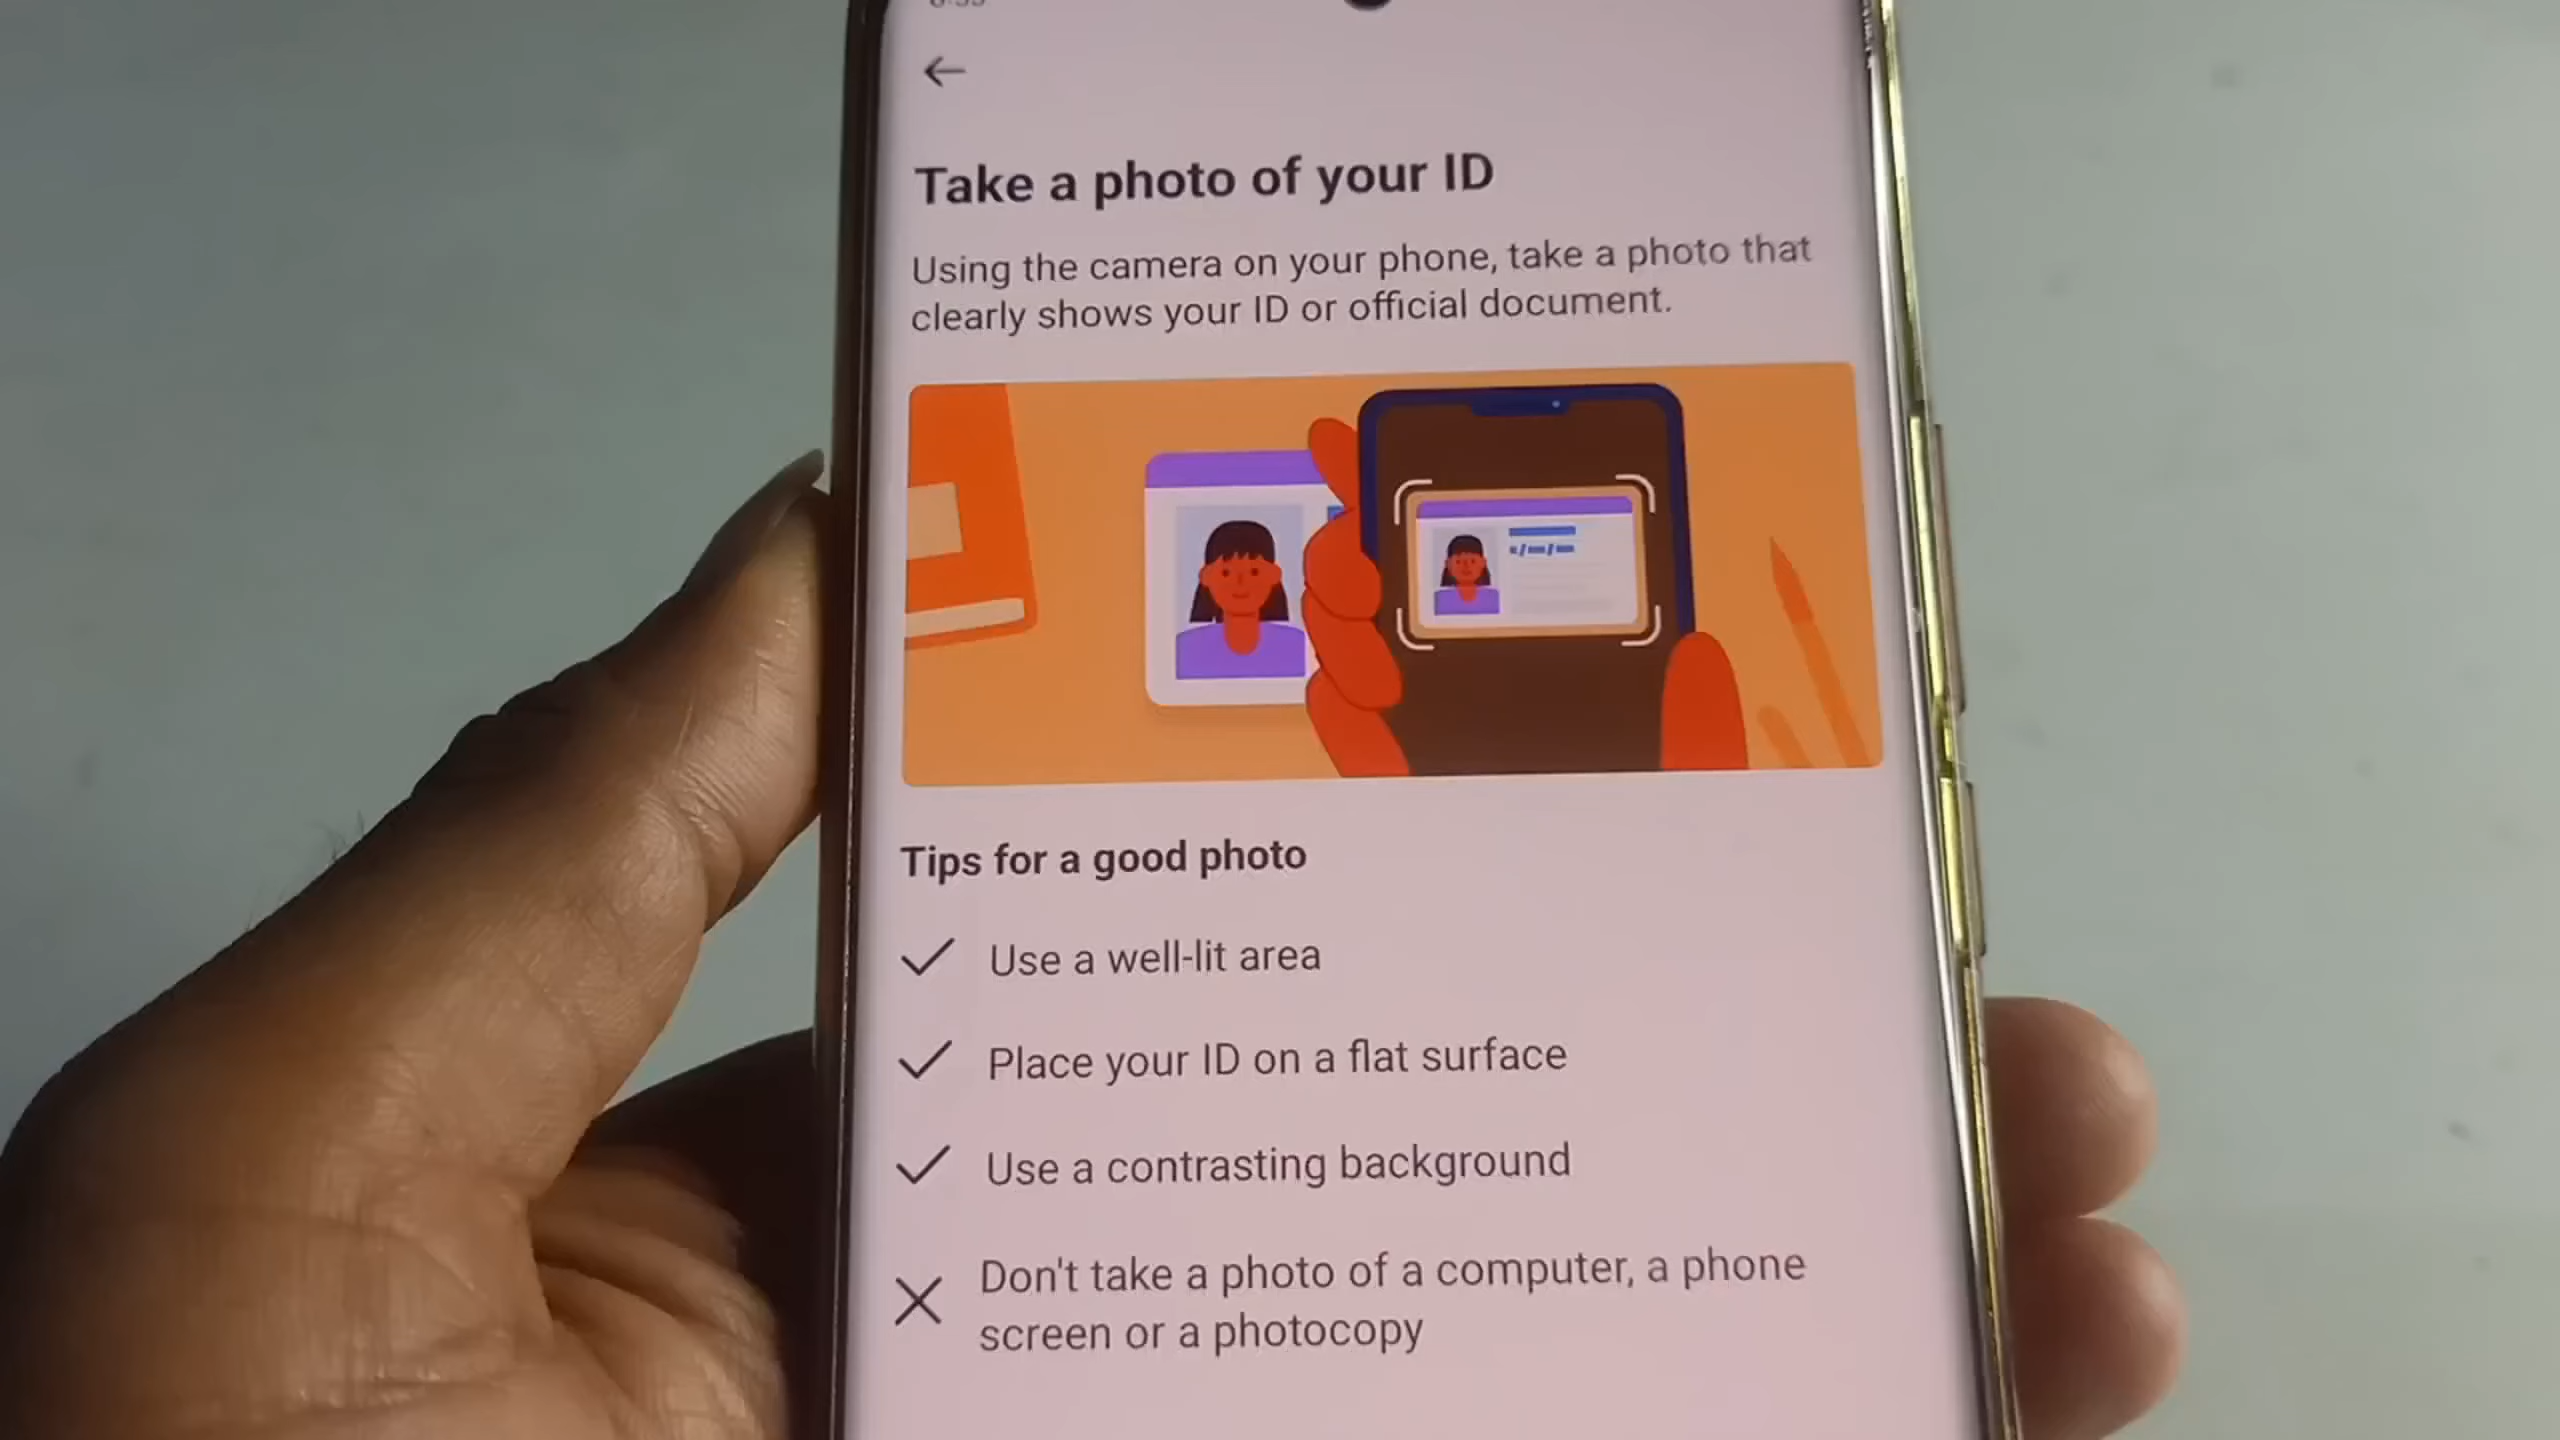 Take a photo of your ID
Using the camera on your phone, take a photo that
clearly shows your ID or official document.
Tips for a good photo
Use a well-lit area
Place your ID on a flat surface
Use a contrasting background
Don't take a photo of a computer, a phone
screen or a photocopy